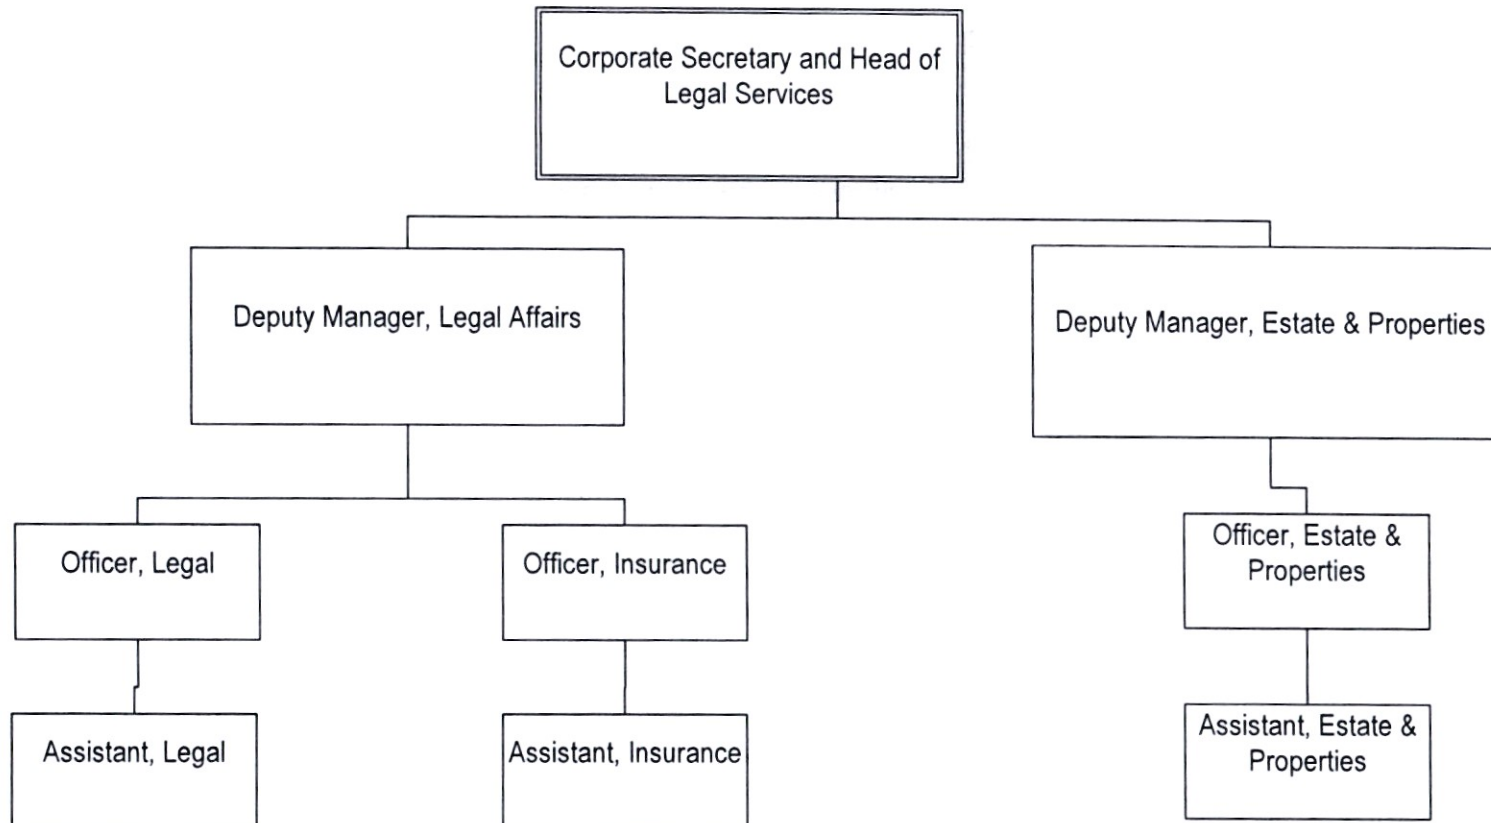 Corporate Secretary and Head of
Legal Services
Deputy Manager, Legal Affairs
Deputy Manager, Estate & Properties
Officer, Legal
Officer, Insurance
Officer, Estate &
Properties
Assistant, Legal
Assistant, Insurance
Assistant, Estate &
Properties